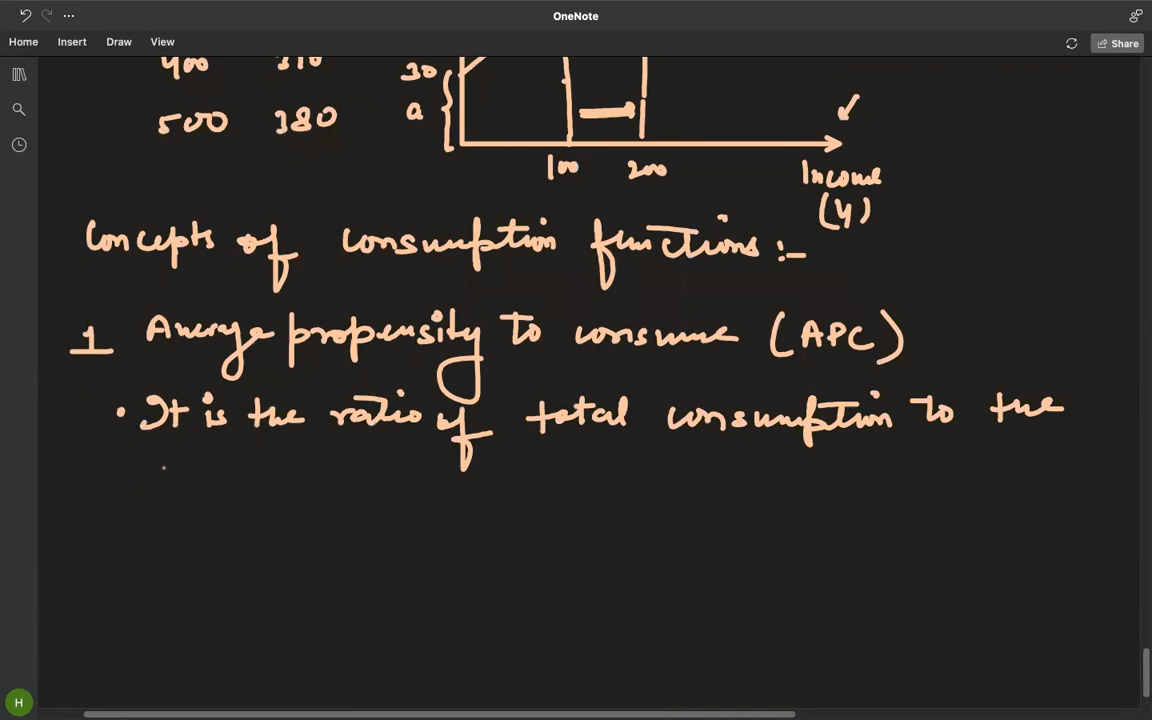 OneNote
Home Insert Draw View Share
400 310 30
500 380 a
100 200 Income
(Y)
Concepts of consumption functions :-
1 Average propensity to consume (APC)
• It is the ratio of total consumption to the
H